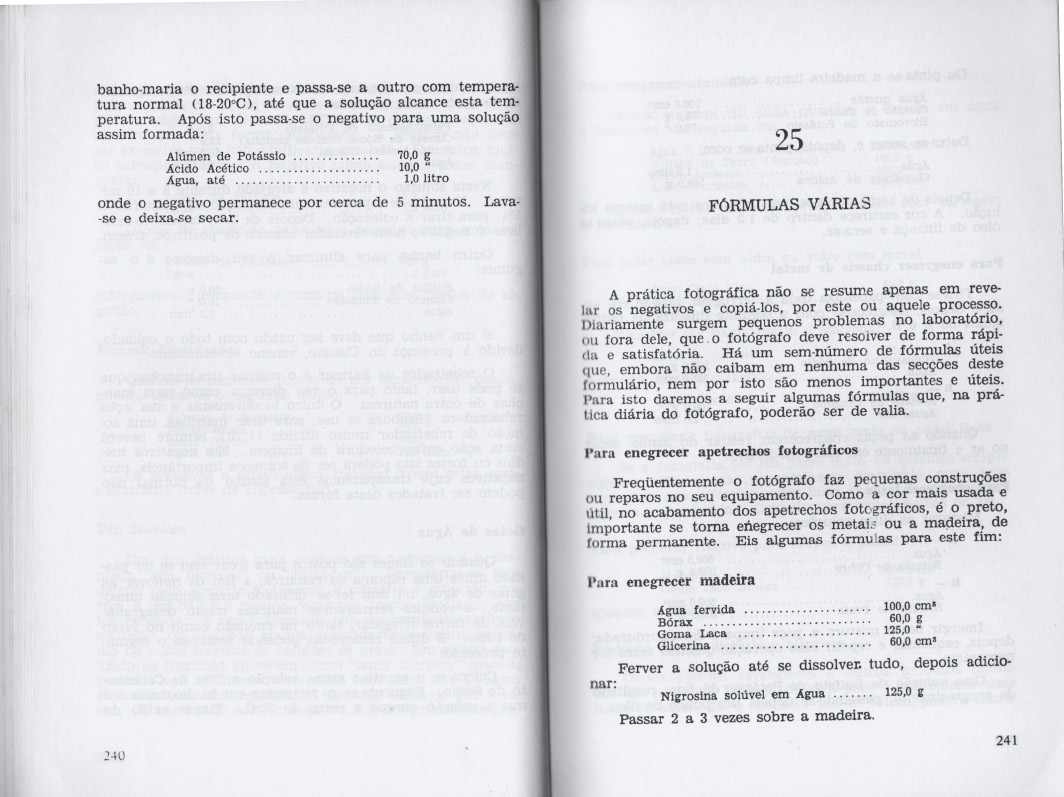 banho-maria o recipiente e passa-se a outro com tempera-
tura normal (18-20°C), até que a solução alcance esta tem-
peratura. Após isto passa-se o negativo para uma solução
assim formada:
Alúmen de Potássio ............... 70,0 g
Ácido Acético ..................... 10,0 "
Água, até ......................... 1,0 litro
onde o negativo permanece por cerca de 5 minutos. Lava-
-se e deixa-se secar.
240
25
FÓRMULAS VÁRIAS
A prática fotográfica não se resume apenas em reve-
lar os negativos e copiá-los, por este ou aquele processo.
Diariamente surgem pequenos problemas no laboratório,
ou fora dele, que o fotógrafo deve resolver de forma rápi-
da e satisfatória. Há um sem-número de fórmulas úteis
que, embora não caibam em nenhuma das secções deste
formulário, nem por isto são menos importantes e úteis.
Para isto daremos a seguir algumas fórmulas que, na prá-
tica diária do fotógrafo, poderão ser de valia.
Para enegrecer apetrechos fotográficos
Freqüentemente o fotógrafo faz pequenas construções
ou reparos no seu equipamento. Como a cor mais usada e
útil, no acabamento dos apetrechos fotográficos, é o preto,
importante se torna enegrecer os metais ou a madeira, de
forma permanente. Eis algumas fórmulas para este fim:
Para enegrecer madeira
Água fervida ...................... 100,0 cm³
Bórax ............................. 60,0 g
Goma Laca ......................... 125,0 "
Glicerina .......................... 60,0 cm³
Ferver a solução até se dissolver tudo, depois adicio-
nar:
Nigrosina solúvel em Água ....... 125,0 g
Passar 2 a 3 vezes sobre a madeira.
241